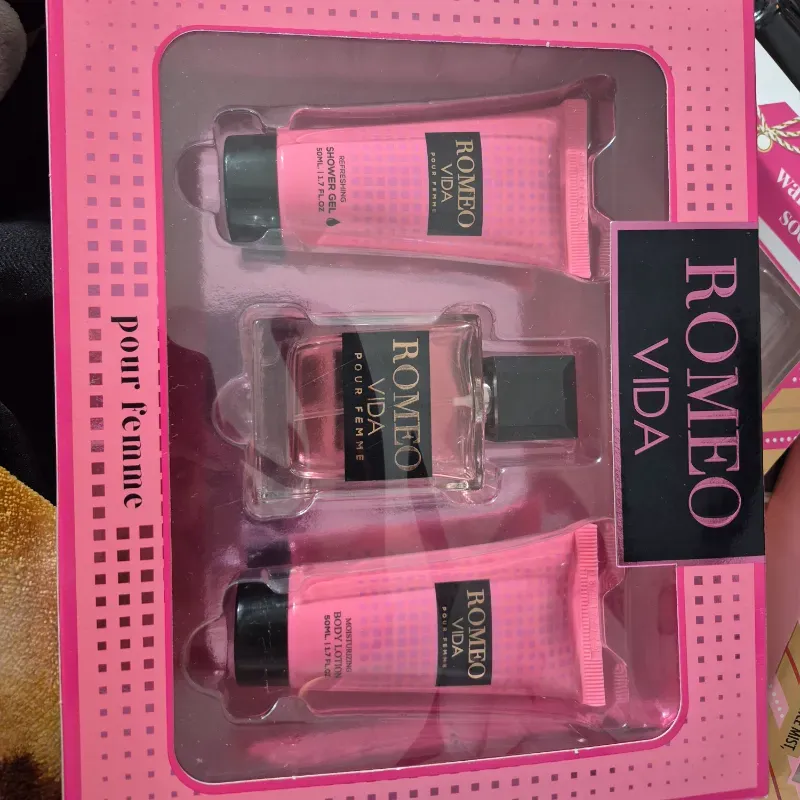 ROMEO
VIDA
ROMEO
VIDA
POUR FEMME
REFRESHING
SHOWER GEL
50ML | 1.7 FL.OZ
ROMEO
VIDA
POUR FEMME
ROMEO
VIDA
POUR FEMME
MOISTURIZING
BODY LOTION
50ML | 1.7 FL.OZ
pour femme